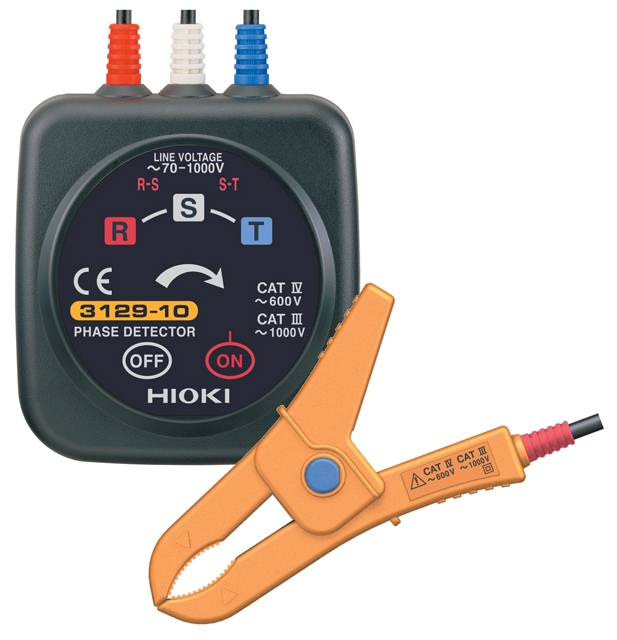 LINE VOLTAGE
~70-1000V
R-S S-T
R S T
CE
CAT Ⅳ
~600V
3129-10
CAT Ⅲ
~1000V
PHASE DETECTOR
OFF ON
HIOKI
CAT Ⅳ CAT Ⅲ
~600V ~1000V